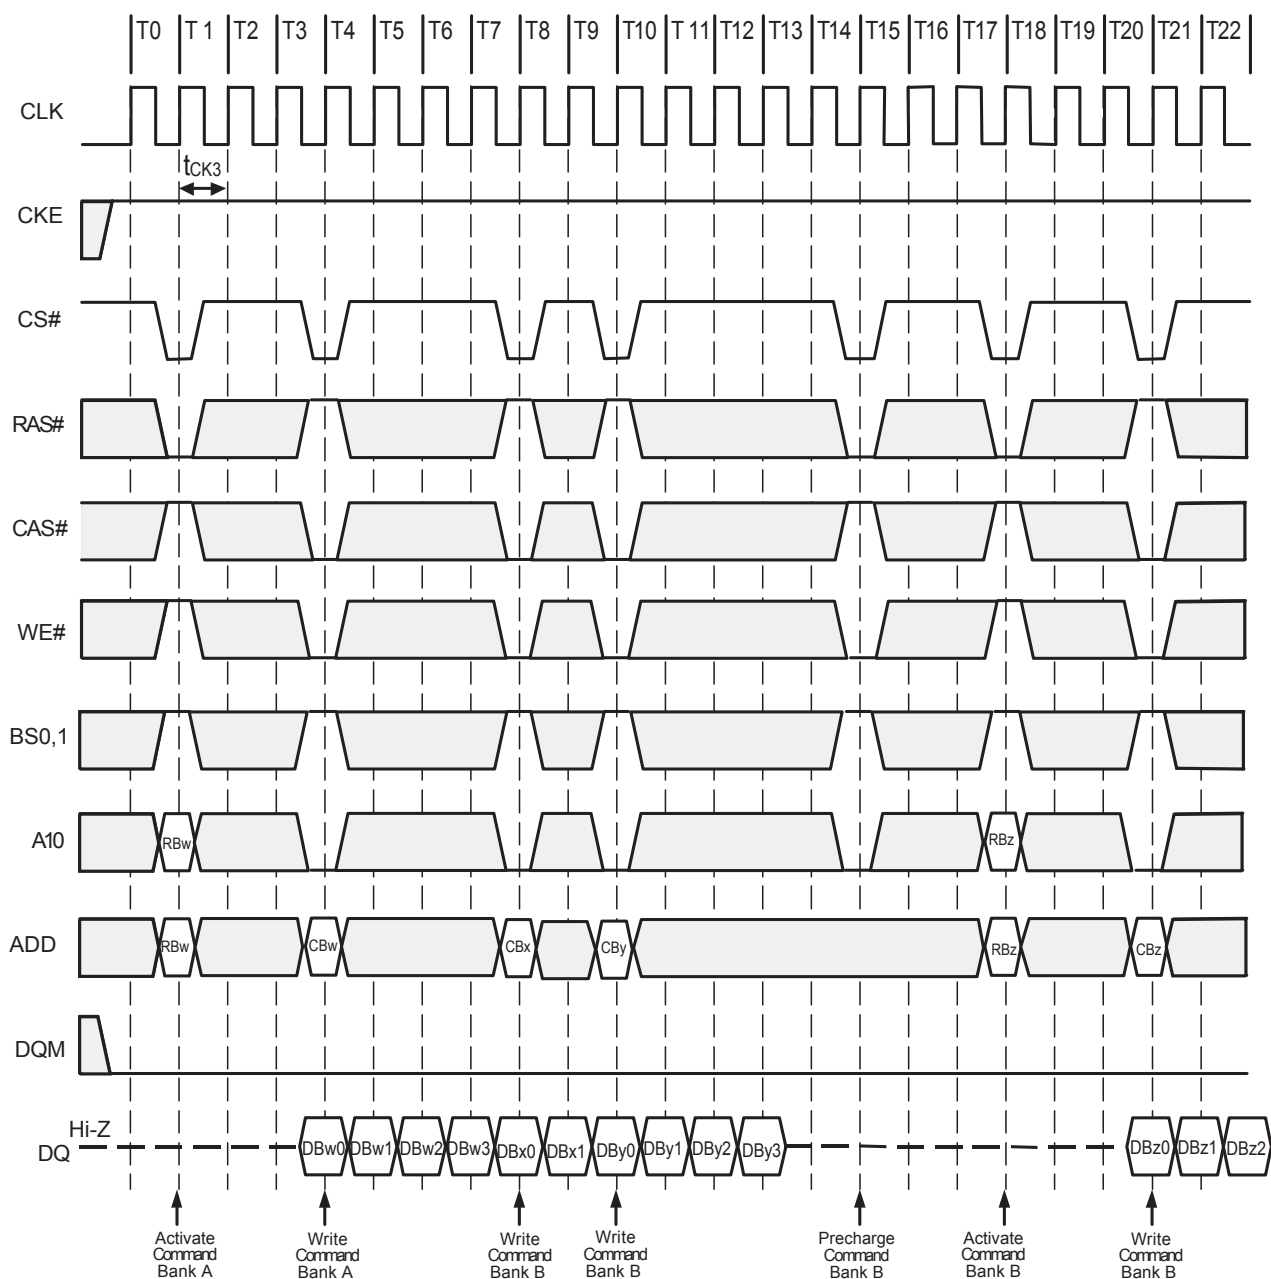 T0 T 1 T2 T3 T4 T5 T6 T7 T8 T9 T10 T 11 T12 T13 T14 T15 T16 T17 T18 T19 T20 T21 T22
CLK
tCK3
CKE
CS#
RAS#
CAS#
WE#
BS0,1
A10 RBw RBz
ADD RBw CBw CBx CBy RBz CBz
DQM
Hi-Z
DQ DBw0 DBw1 DBw2 DBw3 DBx0 DBx1 DBy0 DBy1 DBy2 DBy3 DBz0 DBz1 DBz2
Activate Command Bank A
Write Command Bank A
Write Command Bank B
Write Command Bank B
Precharge Command Bank B
Activate Command Bank B
Write Command Bank B